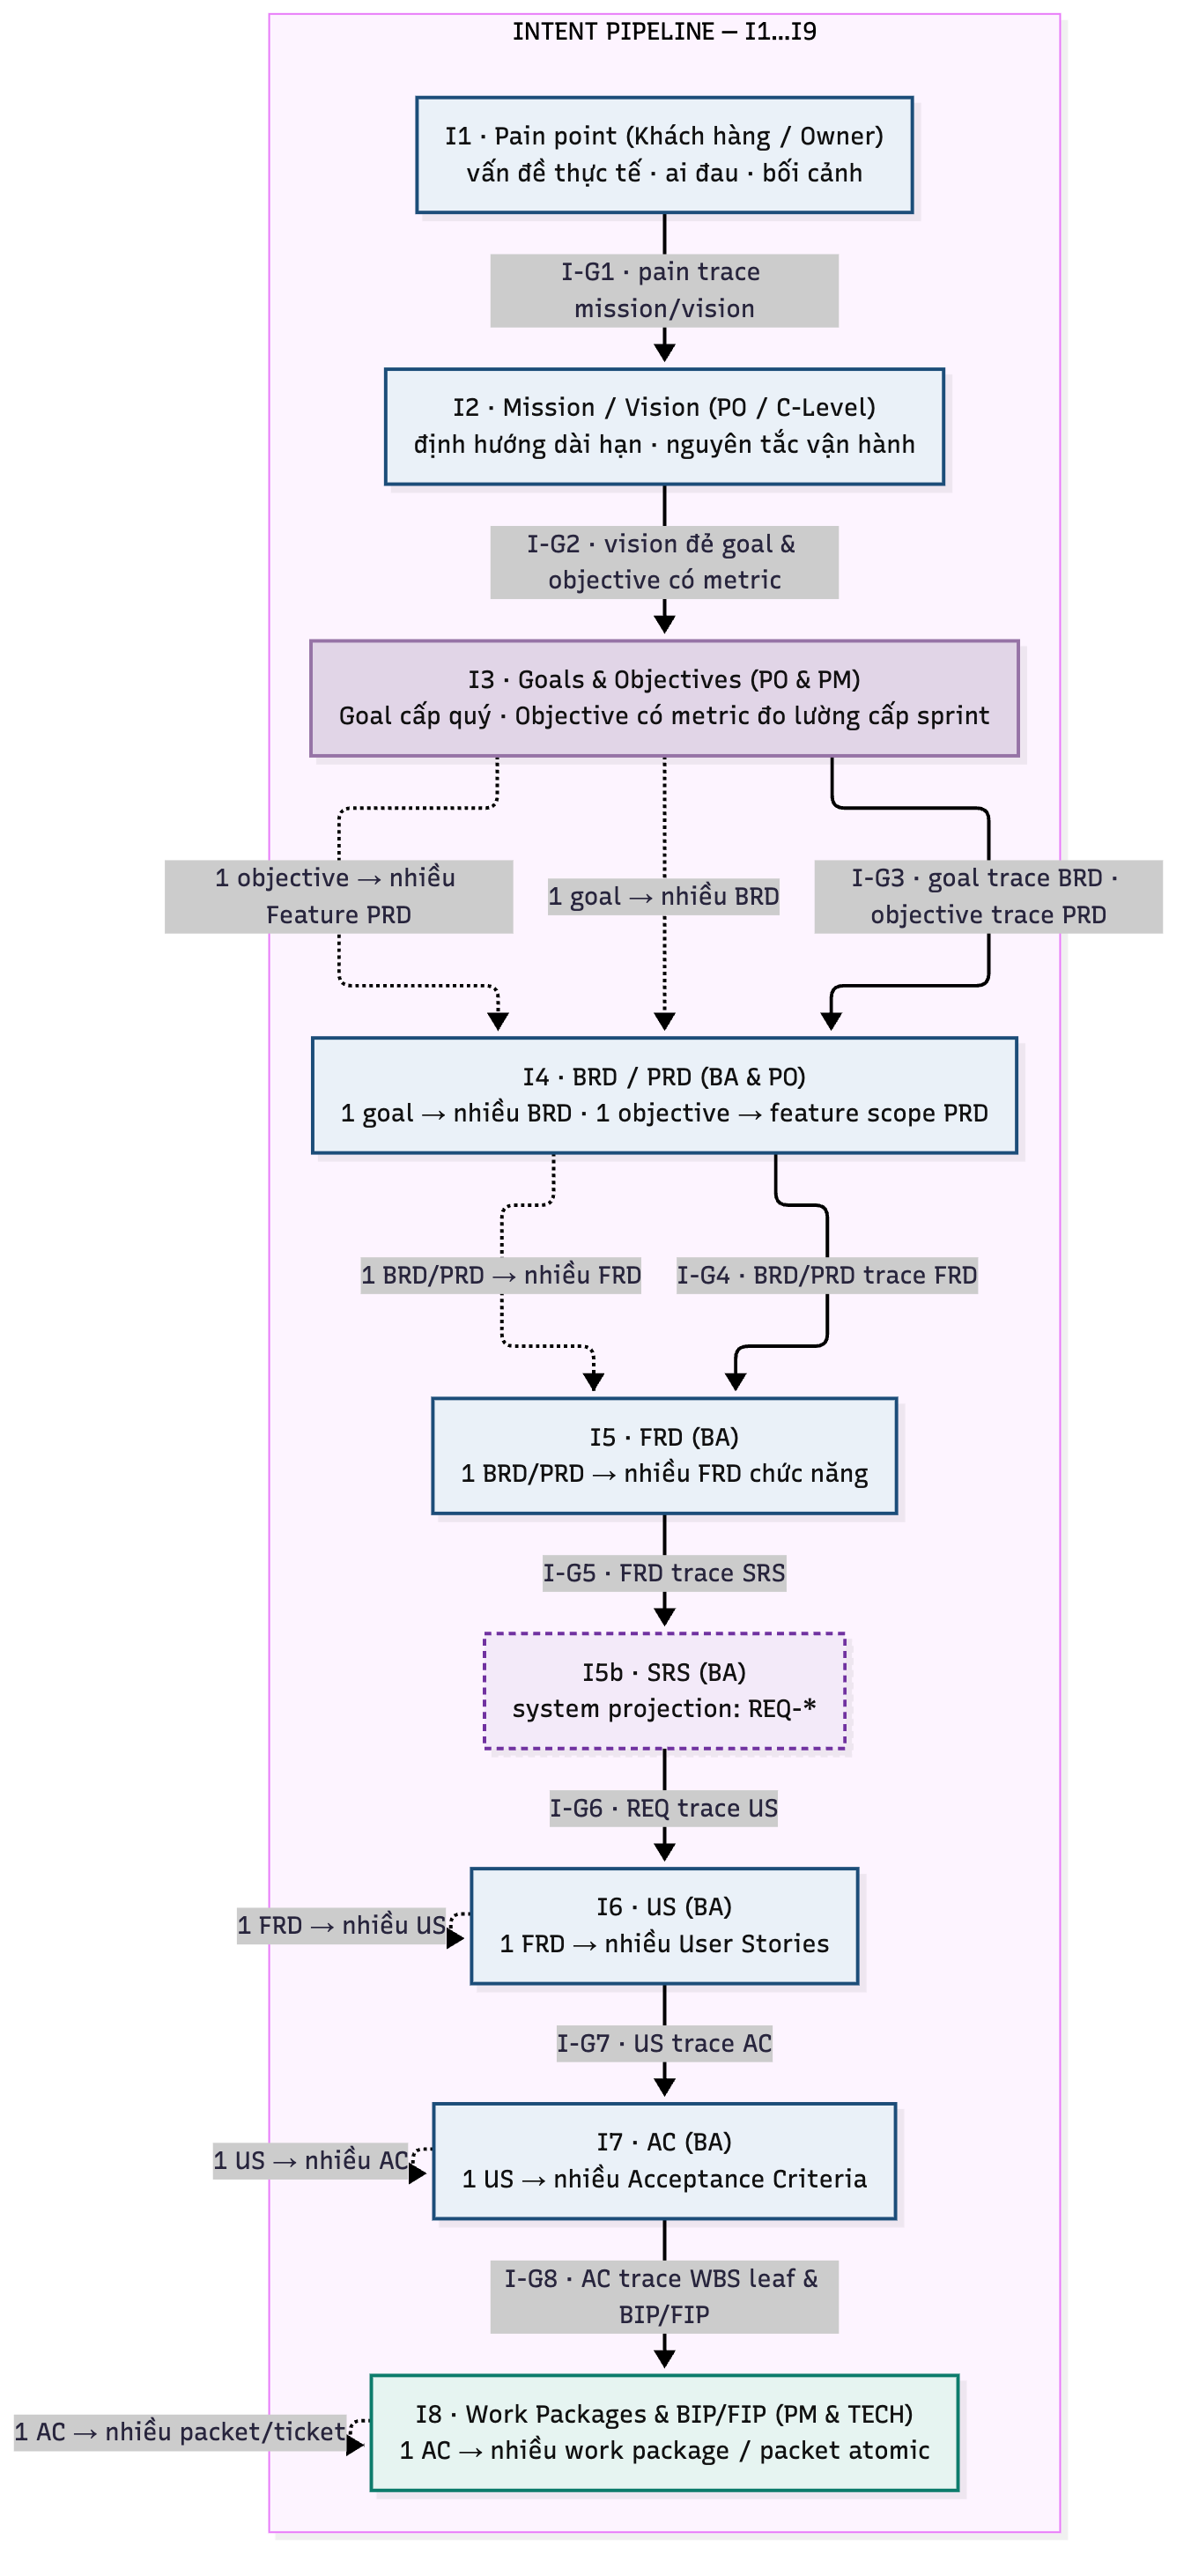 INTENT PIPELINE — I1...I9
I1 · Pain point (Khách hàng / Owner)
vấn đề thực tế · ai đau · bối cảnh
I-G1 · pain trace
mission/vision
I2 · Mission / Vision (PO / C-Level)
định hướng dài hạn · nguyên tắc vận hành
I-G2 · vision đẻ goal &
objective có metric
I3 · Goals & Objectives (PO & PM)
Goal cấp quý · Objective có metric đo lường cấp sprint
1 objective → nhiều
Feature PRD
1 goal → nhiều BRD
I-G3 · goal trace BRD ·
objective trace PRD
I4 · BRD / PRD (BA & PO)
1 goal → nhiều BRD · 1 objective → feature scope PRD
1 BRD/PRD → nhiều FRD
I-G4 · BRD/PRD trace FRD
I5 · FRD (BA)
1 BRD/PRD → nhiều FRD chức năng
I-G5 · FRD trace SRS
I5b · SRS (BA)
system projection: REQ-*
I-G6 · REQ trace US
I6 · US (BA)
1 FRD → nhiều User Stories
1 FRD → nhiều US
I-G7 · US trace AC
I7 · AC (BA)
1 US → nhiều Acceptance Criteria
1 US → nhiều AC
I-G8 · AC trace WBS leaf &
BIP/FIP
I8 · Work Packages & BIP/FIP (PM & TECH)
1 AC → nhiều work package / packet atomic
1 AC → nhiều packet/ticket